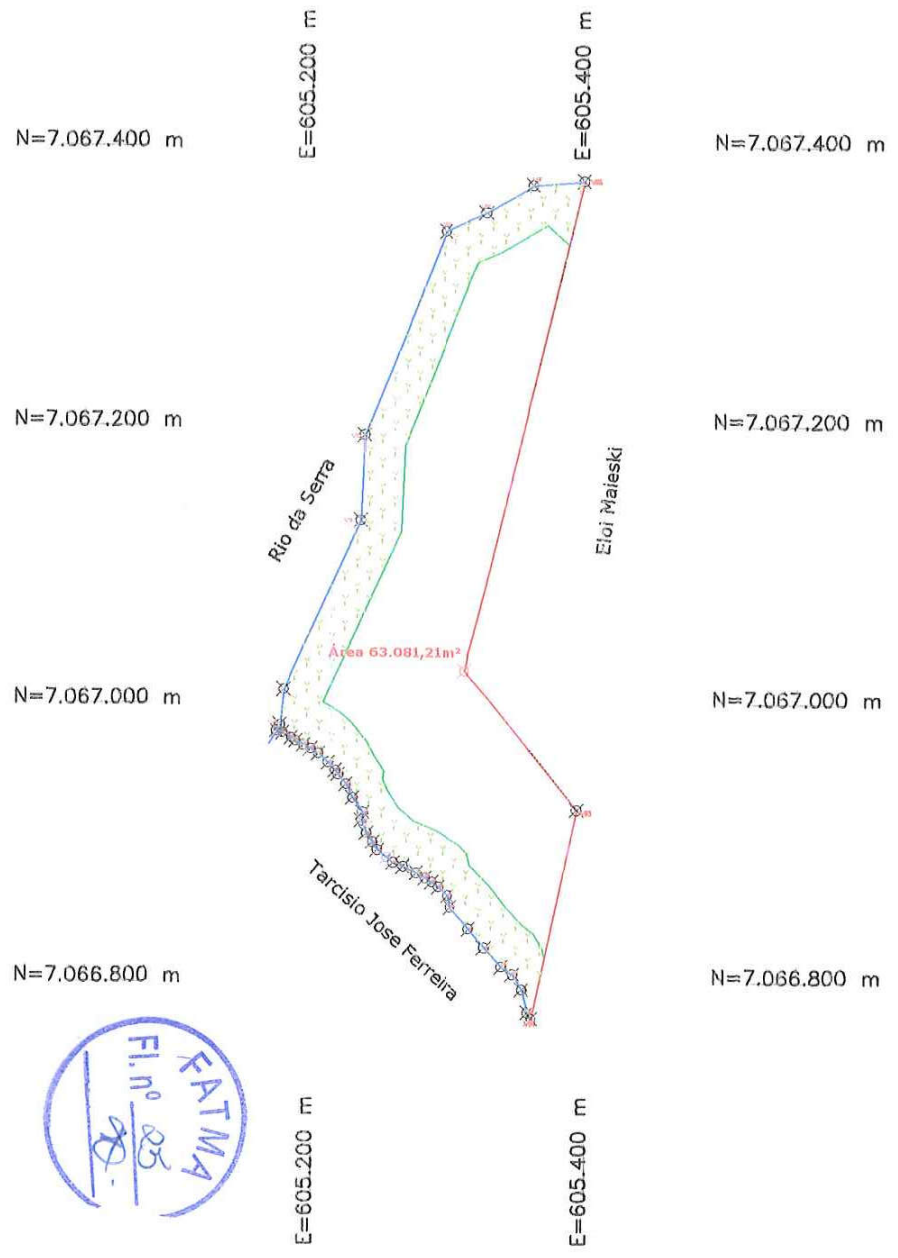 E=605.200 m
E=605.400 m
N=7.067.400 m
N=7.067.400 m
N=7.067.200 m
N=7.067.200 m
Rio da Serra
Eloi Maieski
Área 63.081,21m²
N=7.067.000 m
N=7.067.000 m
Tarcisio Jose Ferreira
N=7.066.800 m
N=7.066.800 m
FATMA
Fl. nº 25
E=605.200 m
E=605.400 m